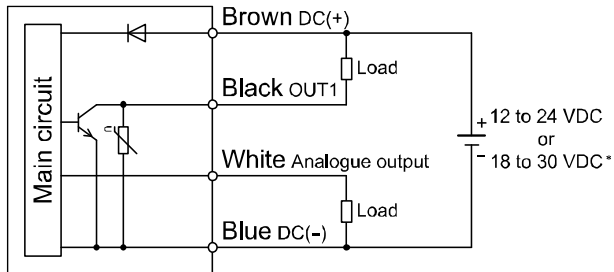 Brown DC(+)
Load
Black OUT1
Main circuit
U
White Analogue output
+ 12 to 24 VDC
or
− 18 to 30 VDC*
Load
Blue DC(−)